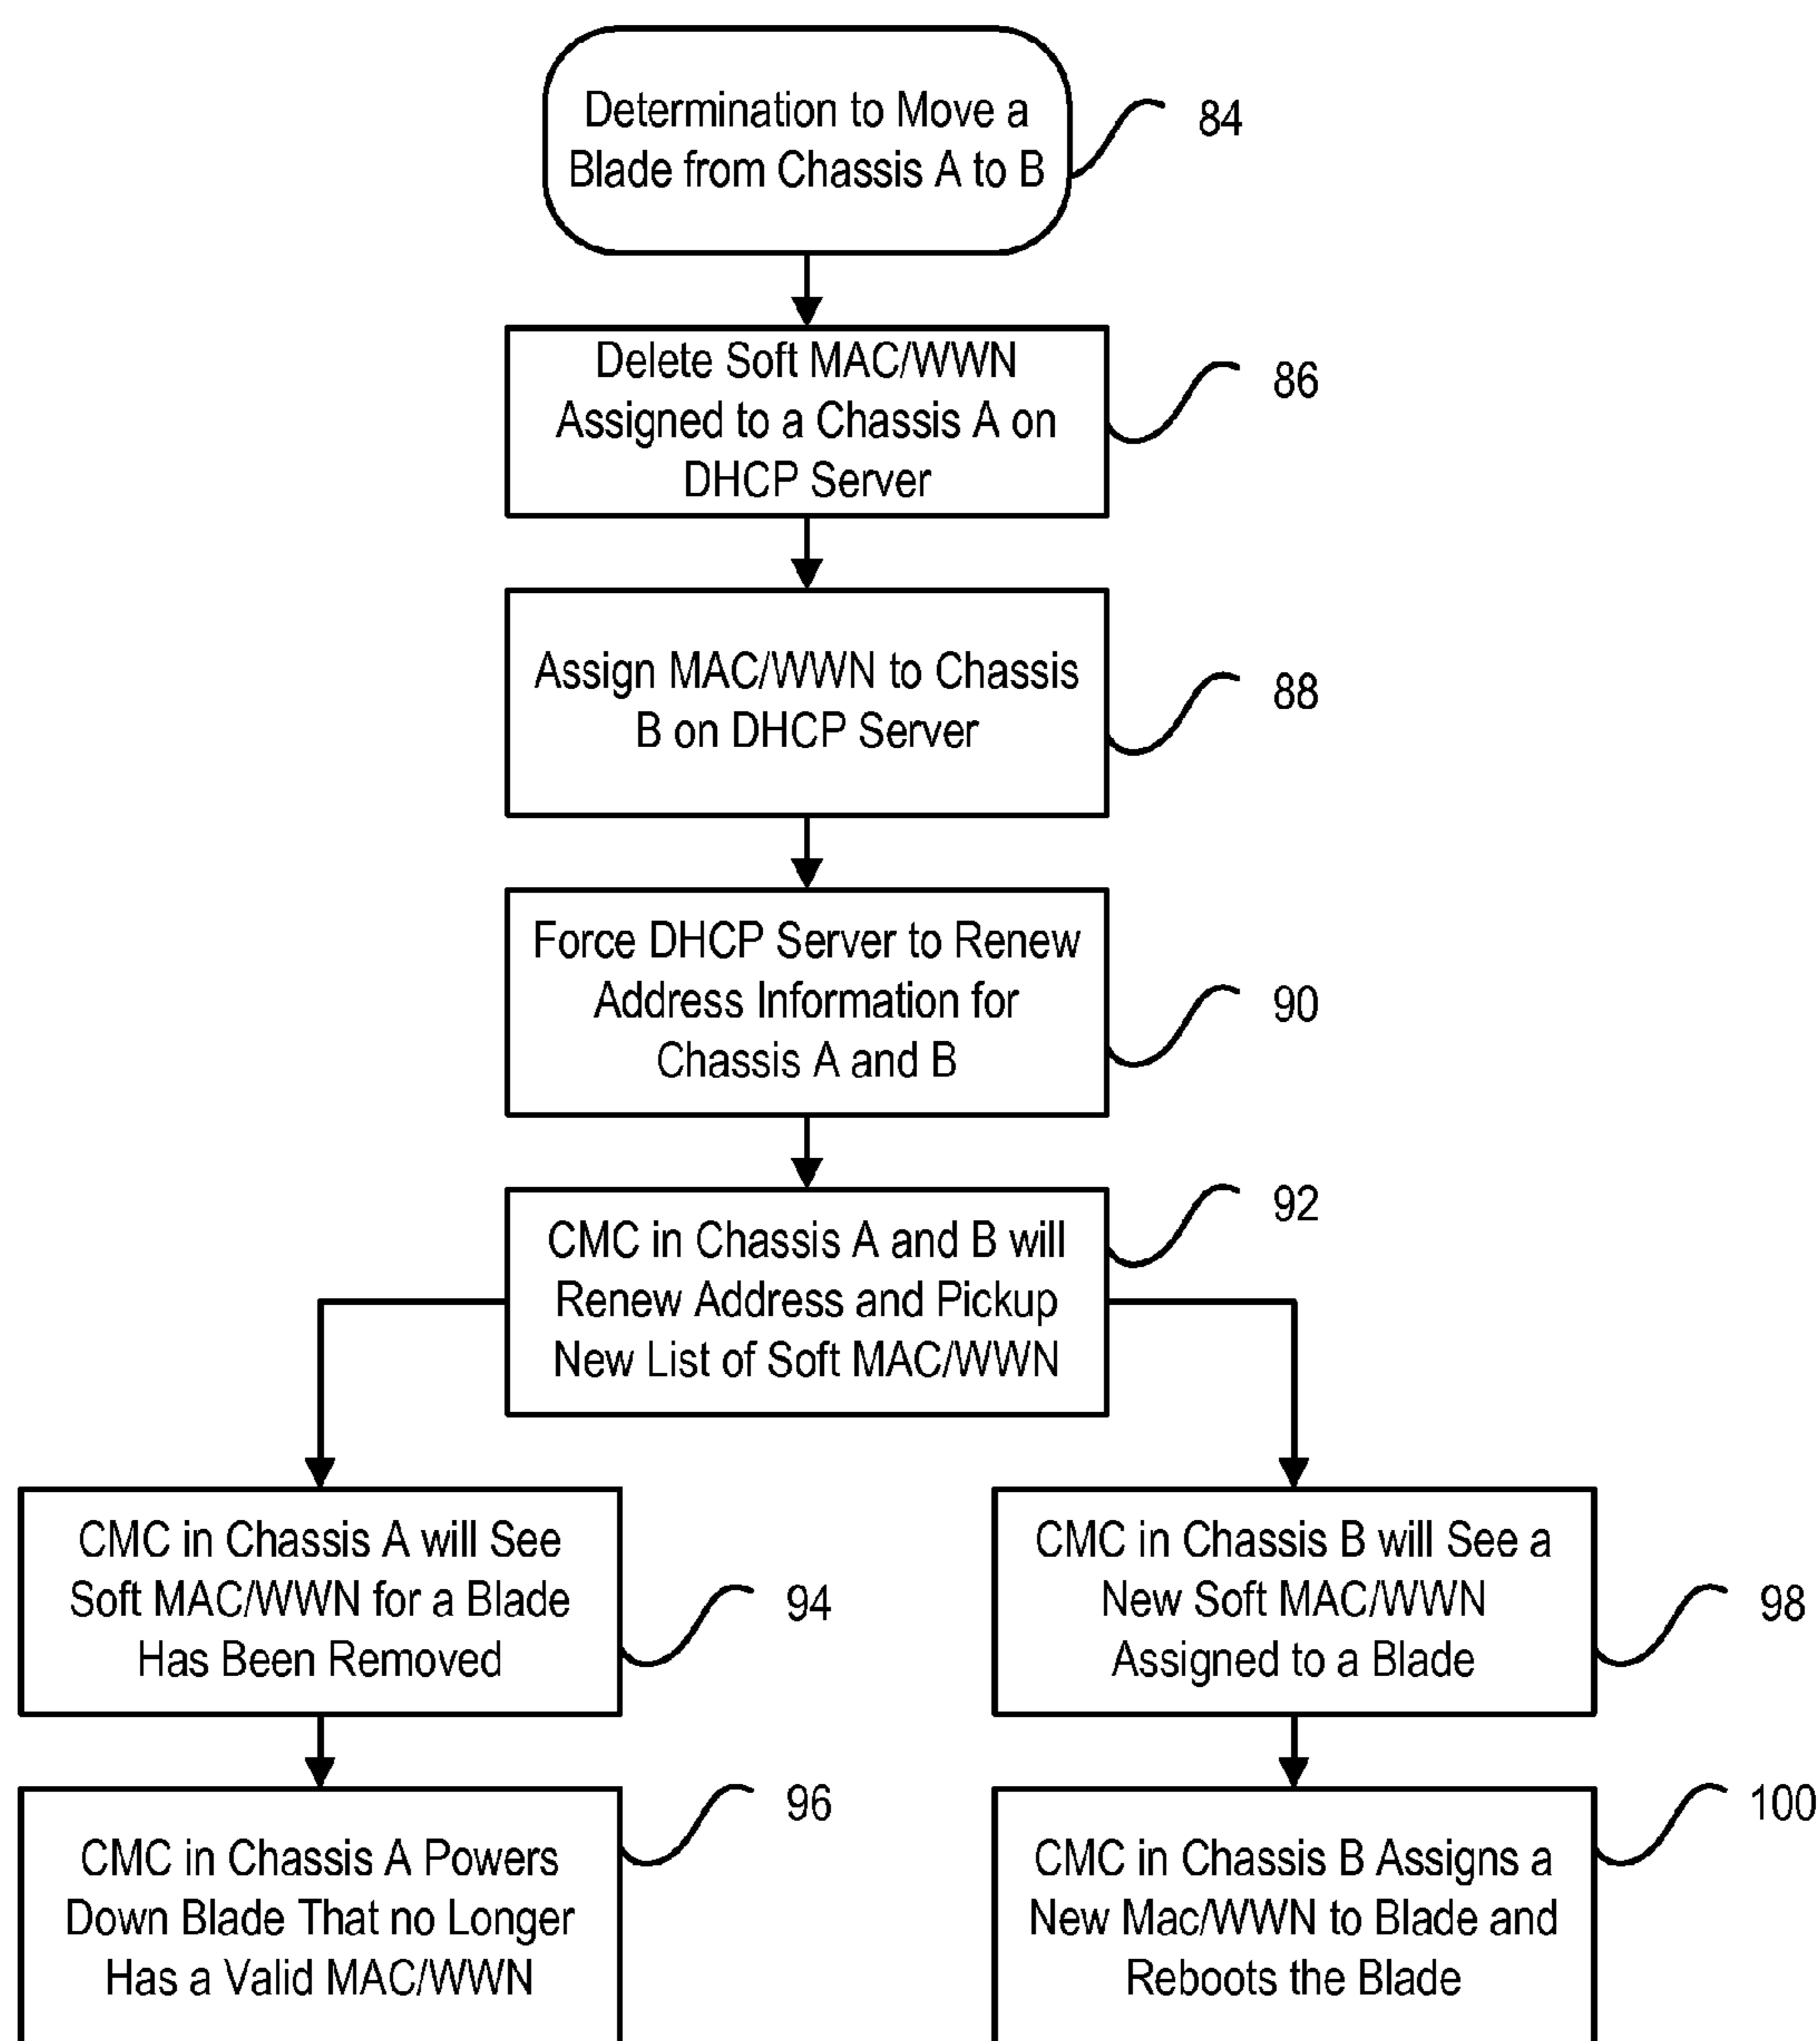 Determination to Move a
Blade from Chassis A to B
84
Delete Soft MAC/WWN
Assigned to a Chassis A on
DHCP Server
86
Assign MAC/WWN to Chassis
B on DHCP Server
88
Force DHCP Server to Renew
Address Information for
Chassis A and B
90
CMC in Chassis A and B will
Renew Address and Pickup
New List of Soft MAC/WWN
92
CMC in Chassis A will See
Soft MAC/WWN for a Blade
Has Been Removed
94
CMC in Chassis A Powers
Down Blade That no Longer
Has a Valid MAC/WWN
96
CMC in Chassis B will See a
New Soft MAC/WWN
Assigned to a Blade
98
CMC in Chassis B Assigns a
New Mac/WWN to Blade and
Reboots the Blade
100